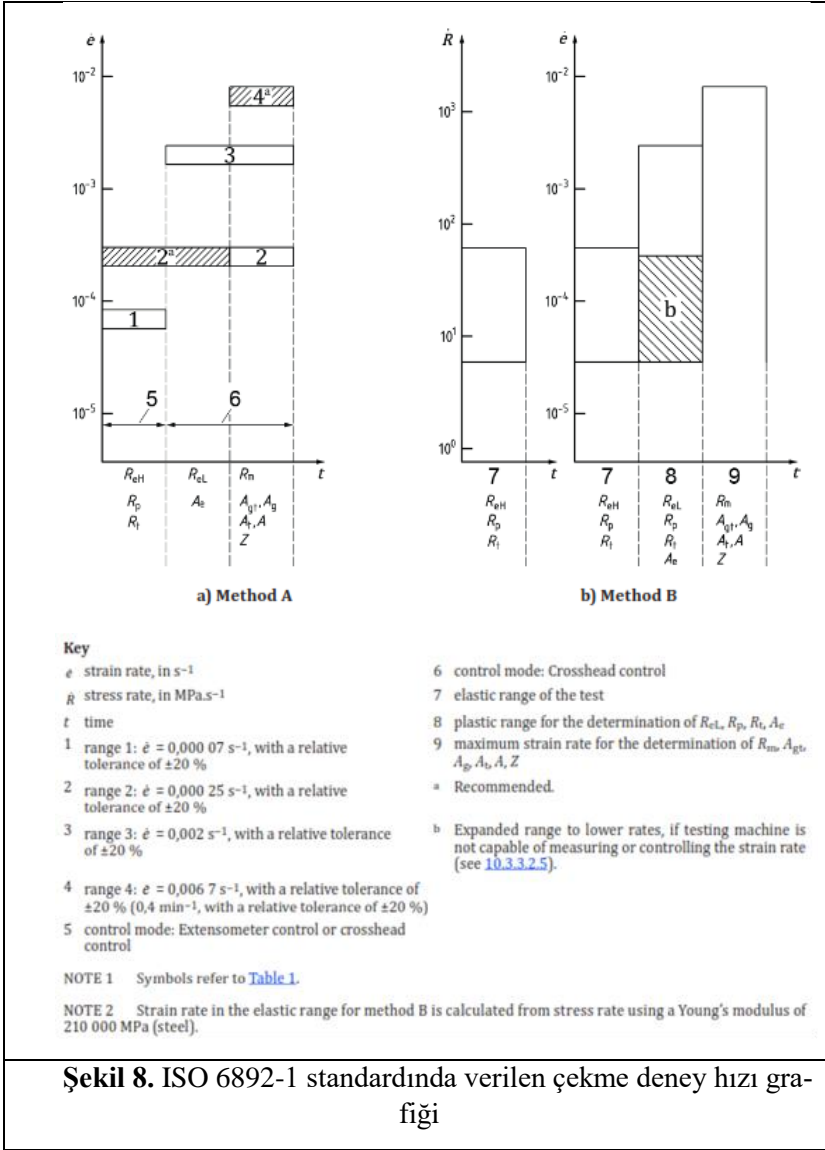 ė
10⁻²
10⁻³
10⁻⁴
10⁻⁵
4ᵃ
3
2ᵃ
2
1
5
6
t
ReH
Rp
Rt
ReL
Ae
Rm
Agt, Ag
At, A
Z
a) Method A
Ṙ
10³
10²
10¹
10⁰
7
t
ReH
Rp
Rt
ė
10⁻²
10⁻³
10⁻⁴
10⁻⁵
b
7
8
9
t
ReH
Rp
Rt
ReL
Rp
Rt
Ae
Rm
Agt, Ag
At, A
Z
b) Method B
Key
ė strain rate, in s⁻¹
Ṙ stress rate, in MPa.s⁻¹
t time
1 range 1: ė = 0,000 07 s⁻¹, with a relative
tolerance of ±20 %
2 range 2: ė = 0,000 25 s⁻¹, with a relative
tolerance of ±20 %
3 range 3: ė = 0,002 s⁻¹, with a relative tolerance
of ±20 %
4 range 4: ė = 0,006 7 s⁻¹, with a relative tolerance of
±20 % (0,4 min⁻¹, with a relative tolerance of ±20 %)
5 control mode: Extensometer control or crosshead
control
6 control mode: Crosshead control
7 elastic range of the test
8 plastic range for the determination of ReL, Rp, Rt, Ae
9 maximum strain rate for the determination of Rm, Agt,
Ag, At, A, Z
a Recommended.
b Expanded range to lower rates, if testing machine is
not capable of measuring or controlling the strain rate
(see 10.3.3.2.5).
NOTE 1 Symbols refer to Table 1.
NOTE 2 Strain rate in the elastic range for method B is calculated from stress rate using a Young's modulus of
210 000 MPa (steel).
Şekil 8. ISO 6892-1 standardında verilen çekme deney hızı gra-
fiği